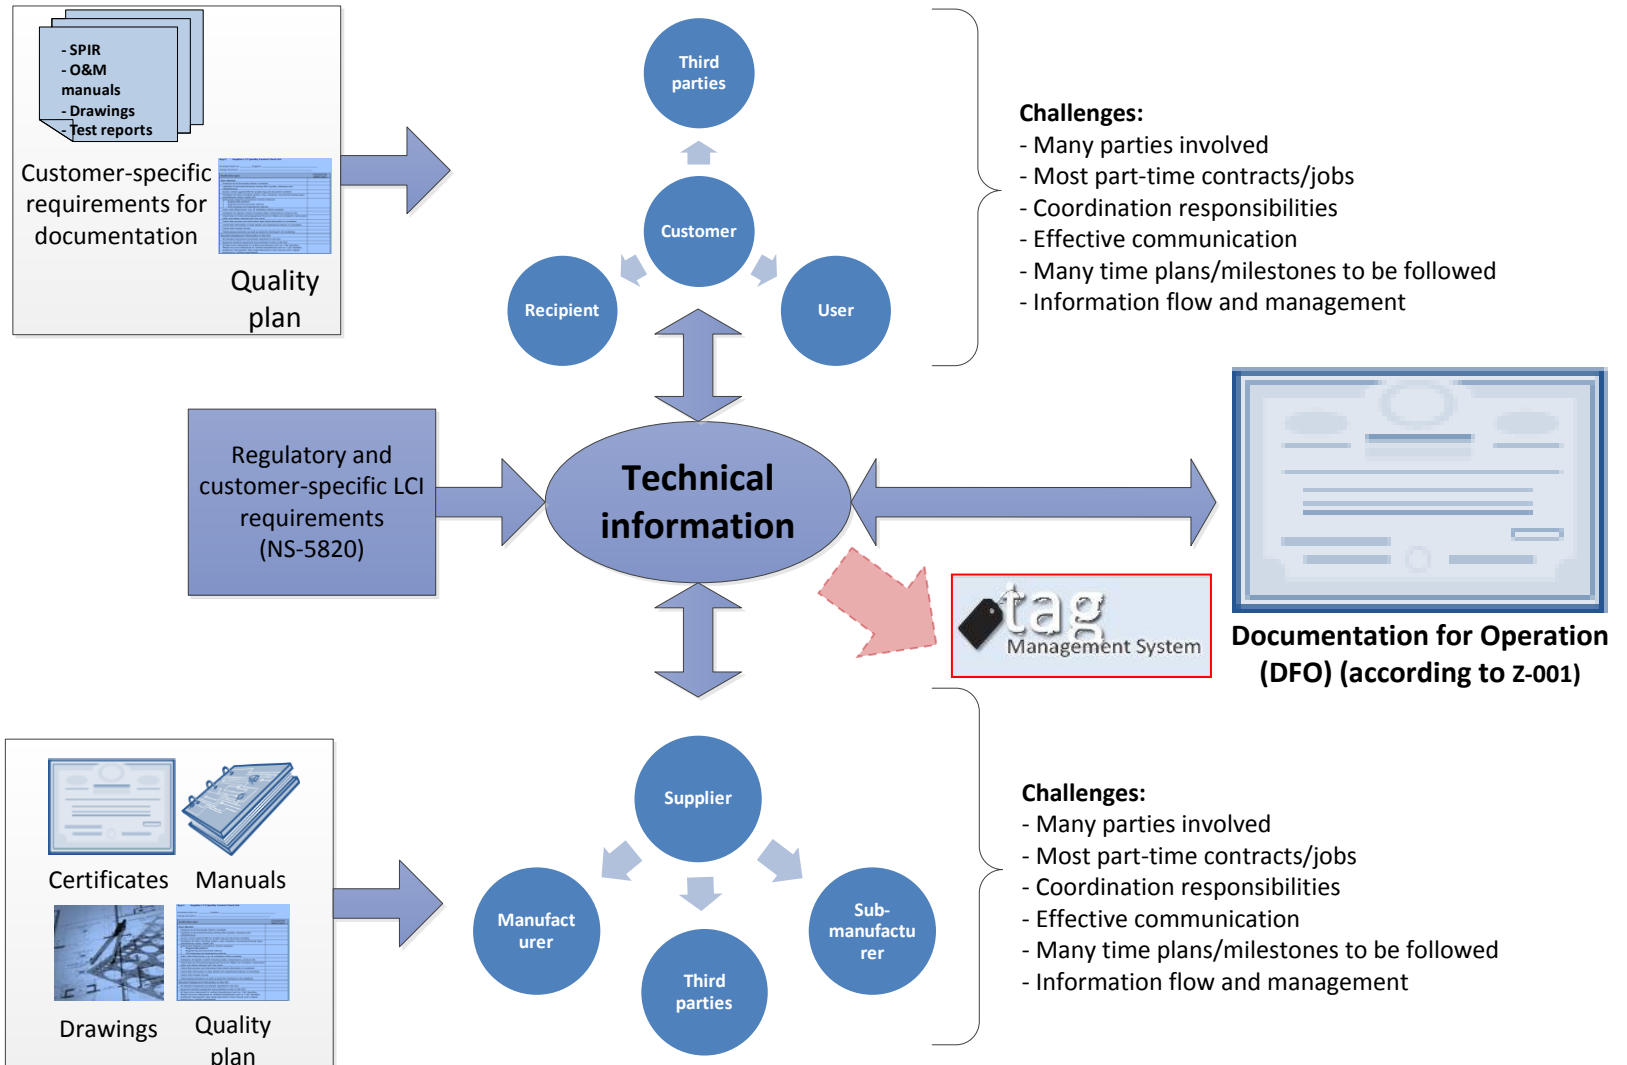 - SPIR
- O&M
manuals
- Drawings
- Test reports
Customer-specific
requirements for
documentation
Quality
plan
Third
parties
Customer
Recipient
User
Challenges:
- Many parties involved
- Most part-time contracts/jobs
- Coordination responsibilities
- Effective communication
- Many time plans/milestones to be followed
- Information flow and management
Regulatory and
customer-specific LCI
requirements
(NS-5820)
Technical
information
tag
Management System
Documentation for Operation
(DFO) (according to Z-001)
Certificates
Manuals
Drawings
Quality
plan
Supplier
Manufact
urer
Third
parties
Sub-
manufactu
rer
Challenges:
- Many parties involved
- Most part-time contracts/jobs
- Coordination responsibilities
- Effective communication
- Many time plans/milestones to be followed
- Information flow and management